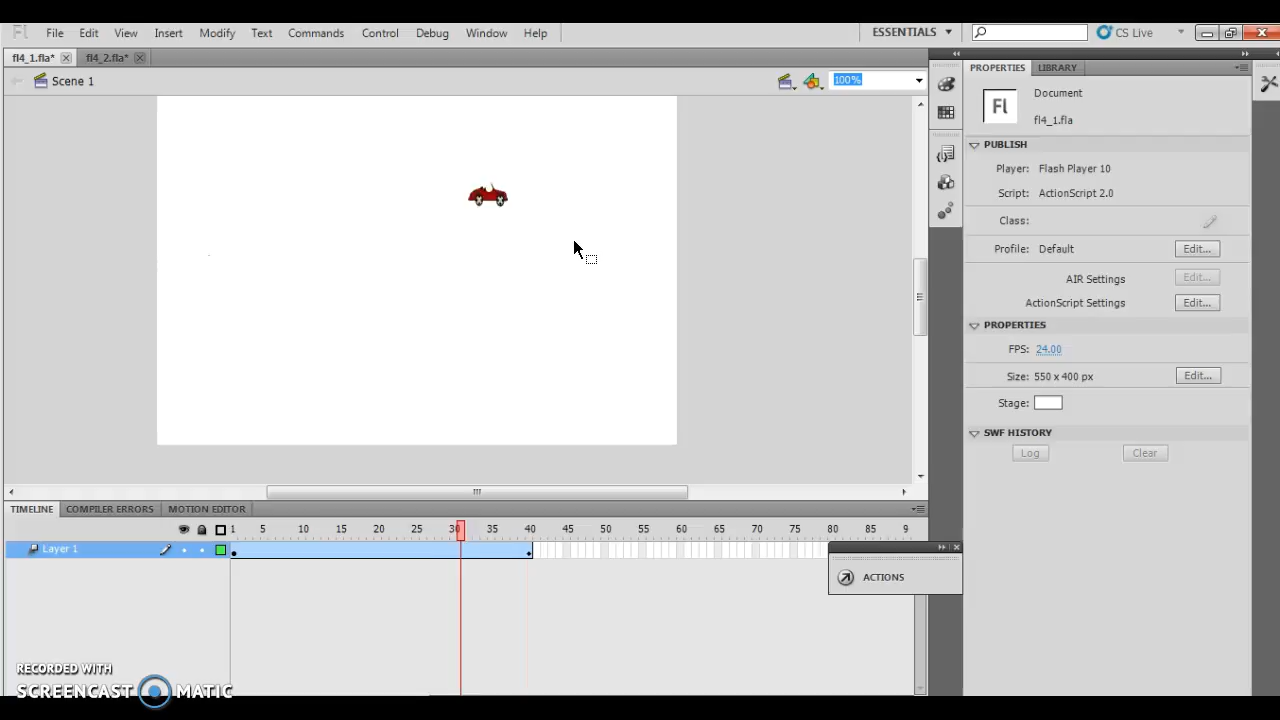 Fl File Edit View Insert Modify Text Commands Control Debug Window Help ESSENTIALS CS Live
fl4_1.fla* fl4_2.fla*
Scene 1 100%
PROPERTIES LIBRARY
Fl Document
fl4_1.fla
PUBLISH
Player: Flash Player 10
Script: ActionScript 2.0
Class:
Profile: Default Edit...
AIR Settings Edit...
ActionScript Settings Edit...
PROPERTIES
FPS: 24.00
Size: 550 x 400 px Edit...
Stage:
SWF HISTORY
Log Clear
TIMELINE COMPILER ERRORS MOTION EDITOR
1 5 10 15 20 25 30 35 40 45 50 55 60 65 70 75 80 85 9
Layer 1
ACTIONS
RECORDED WITH
SCREENCAST MATIC